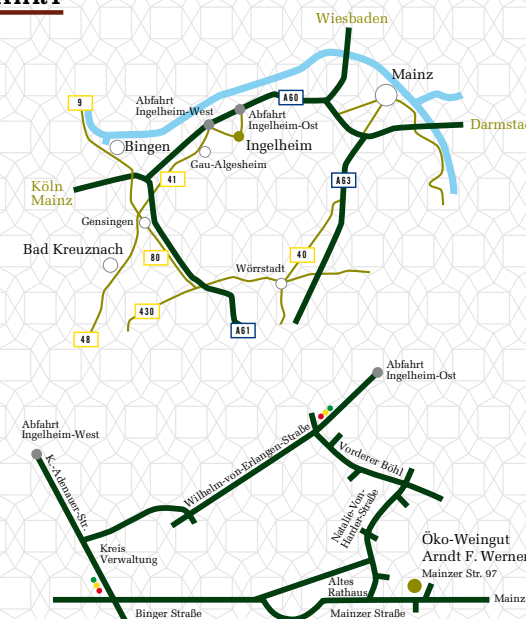 Wiesbaden
Mainz
A60
9
Abfahrt
Ingelheim-West
Abfahrt
Ingelheim-Ost
Darmstad
Bingen
Ingelheim
Gau-Algesheim
Köln
Mainz
41
A63
Gensingen
Bad Kreuznach
80
40
Wörrstadt
430
48
A61
Abfahrt
Ingelheim-Ost
Abfahrt
Ingelheim-West
Wilhelm-von-Erlangen-Straße
Vorderer Böhl
K.-Adenauer-Str.
Natalie-Von-
Harder-Straße
Kreis
Verwaltung
Öko-Weingut
Arndt F. Werner
Mainzer Str. 97
Altes
Rathaus
Mainz
Binger Straße
Mainzer Straße